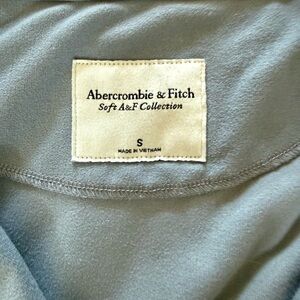 Abercrombie & Fitch
Soft A&F Collection
S
MADE IN VIETNAM